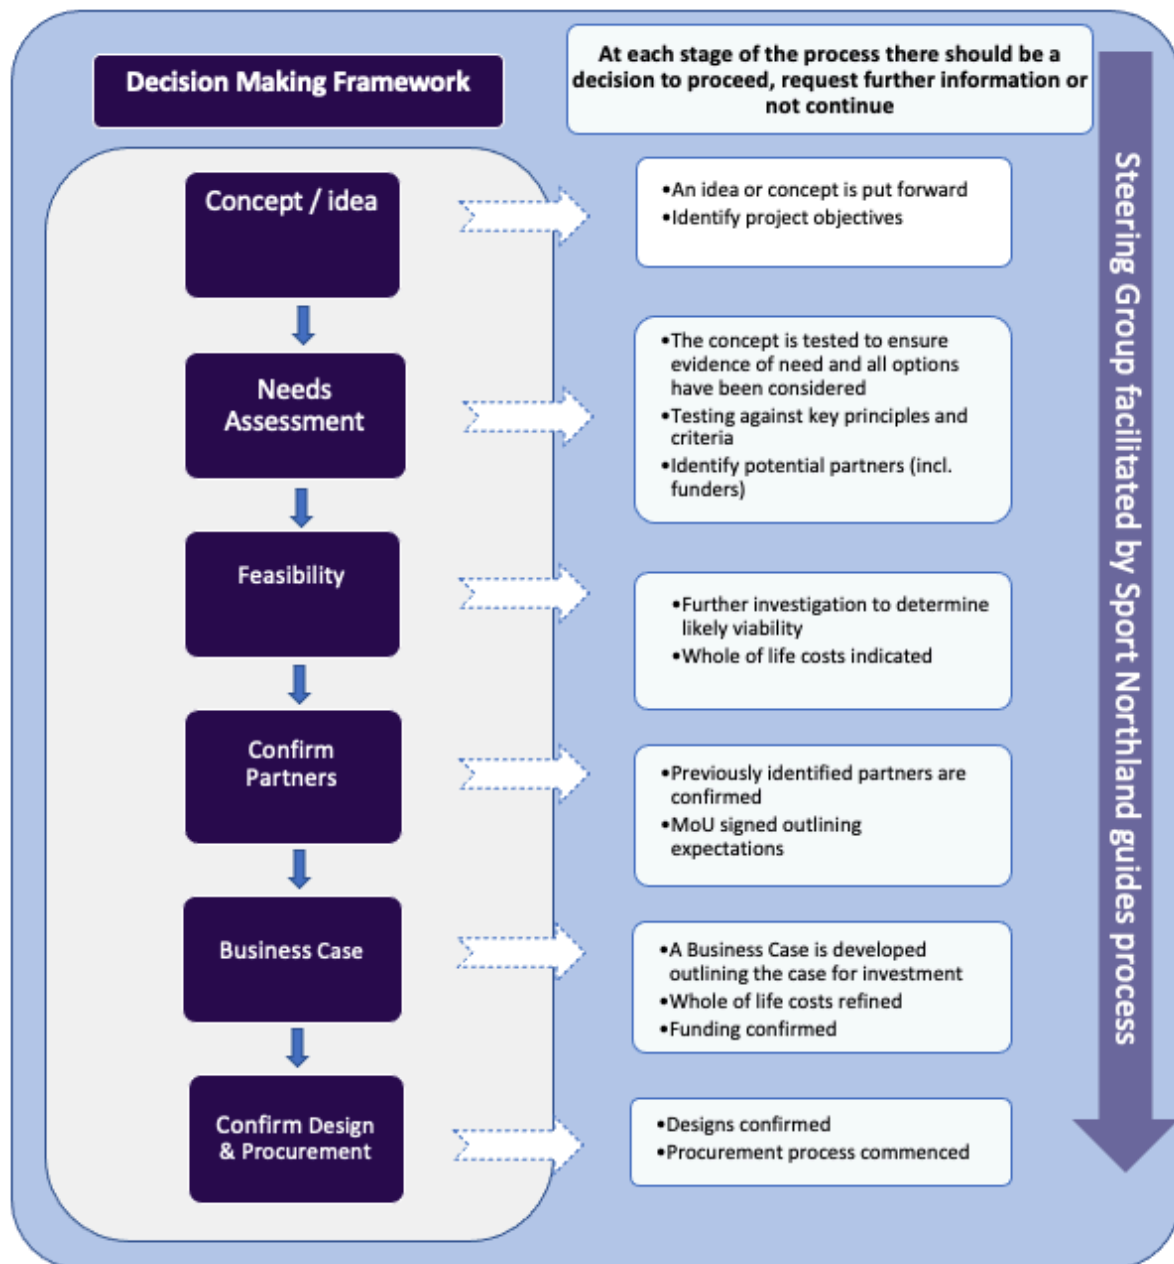 Decision Making Framework
At each stage of the process there should be a
decision to proceed, request further information or
not continue
Concept / idea
•An idea or concept is put forward
•Identify project objectives
Needs
Assessment
•The concept is tested to ensure
evidence of need and all options
have been considered
•Testing against key principles and
criteria
•Identify potential partners (incl.
funders)
Feasibility
•Further investigation to determine
likely viability
•Whole of life costs indicated
Confirm
Partners
•Previously identified partners are
confirmed
•MoU signed outlining
expectations
Business Case
•A Business Case is developed
outlining the case for investment
•Whole of life costs refined
•Funding confirmed
Confirm Design
& Procurement
•Designs confirmed
•Procurement process commenced
Steering Group facilitated by Sport Northland guides process